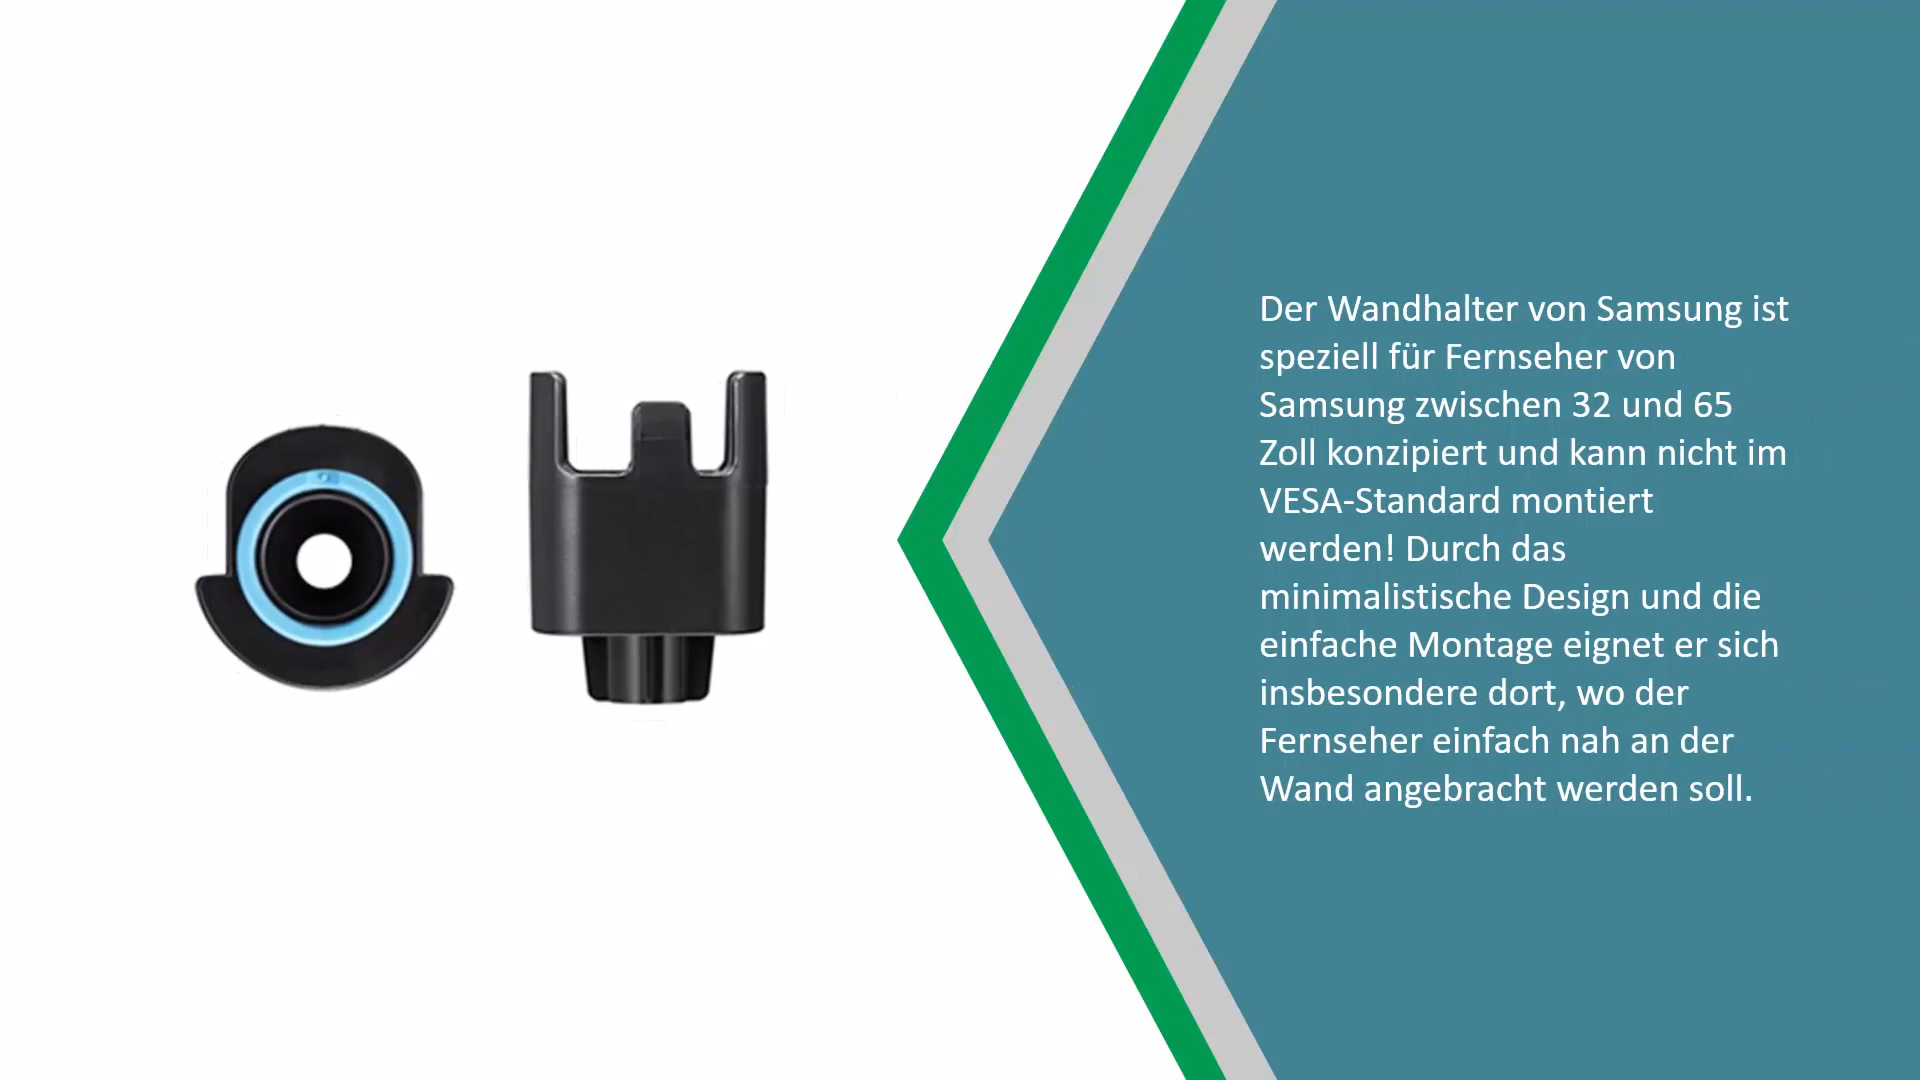 Der Wandhalter von Samsung ist
speziell für Fernseher von
Samsung zwischen 32 und 65
Zoll konzipiert und kann nicht im
VESA-Standard montiert
werden! Durch das
minimalistische Design und die
einfache Montage eignet er sich
insbesondere dort, wo der
Fernseher einfach nah an der
Wand angebracht werden soll.